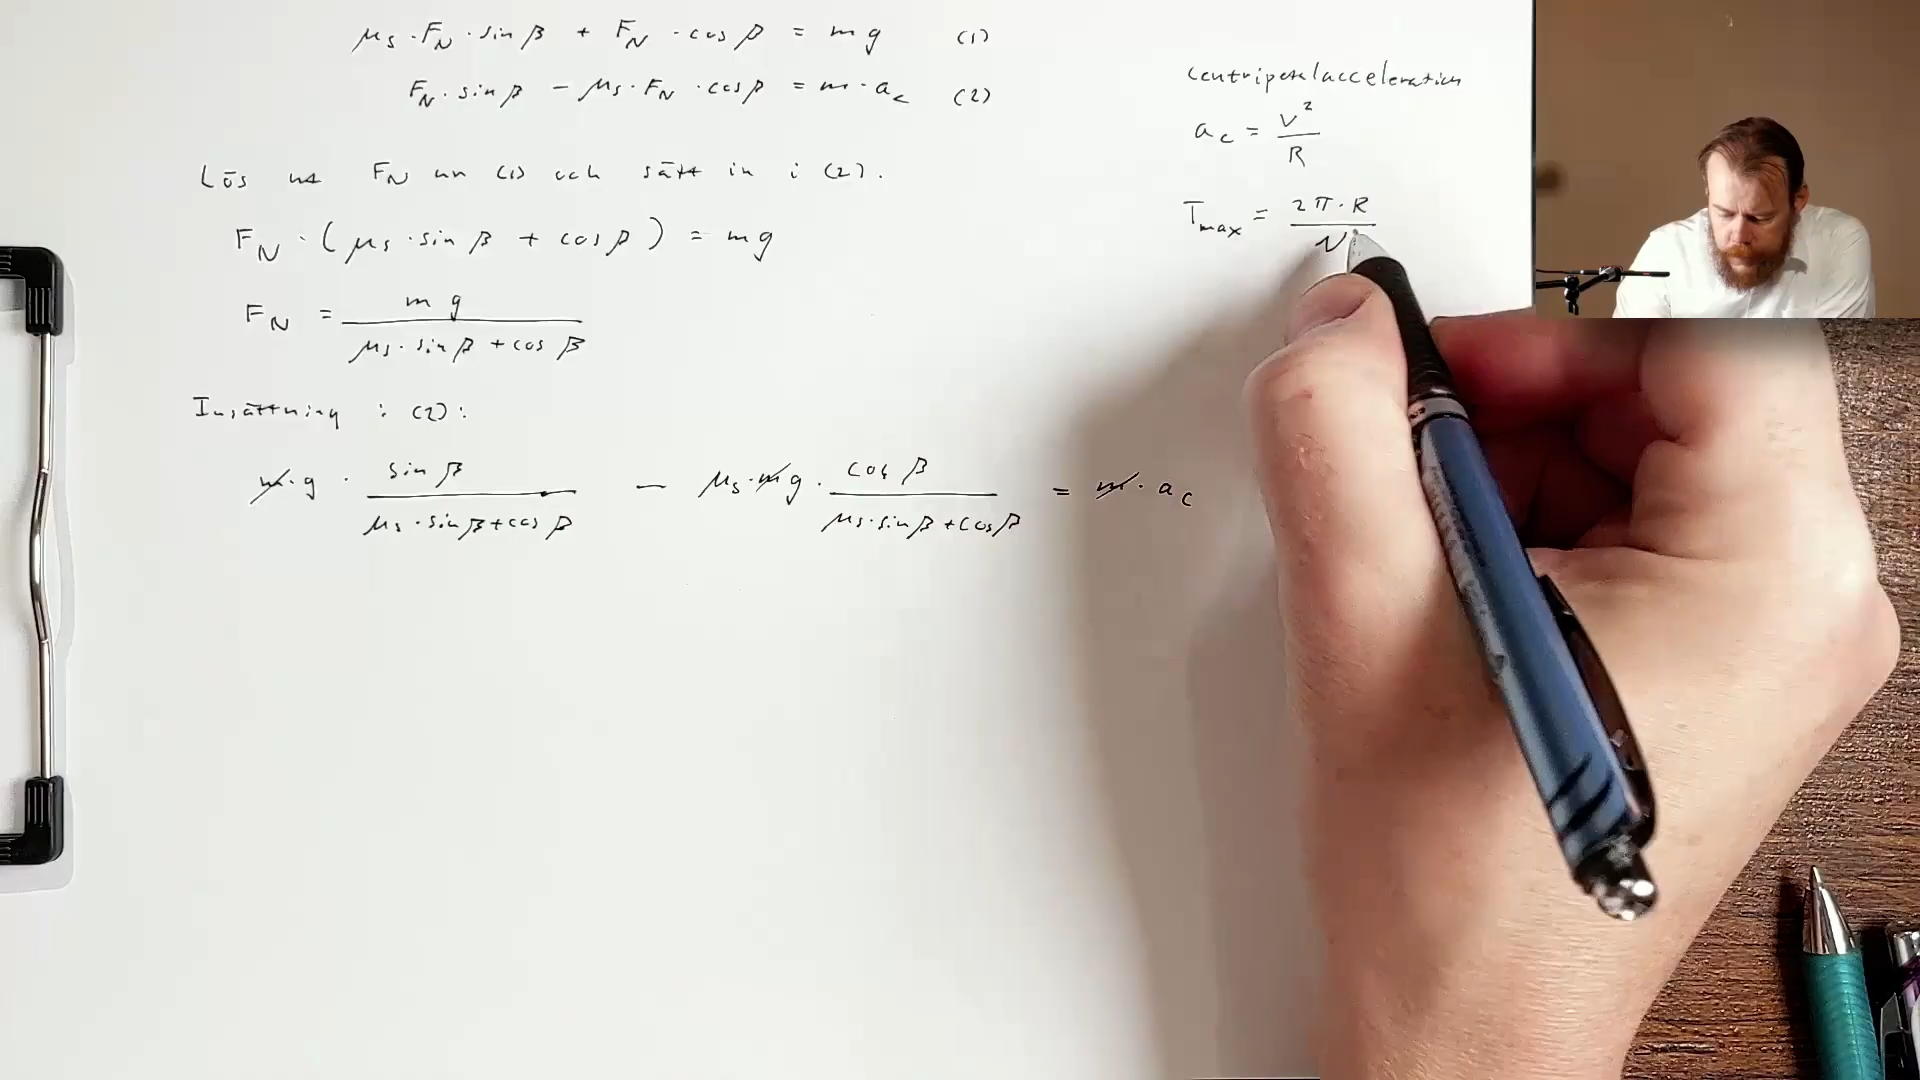 μs · FN · sin β + FN · cos β = mg (1)
FN · sin β − μs · FN · cos β = m · ac (2)
Lös ut FN ur (1) och sätt in i (2).
FN · (μs · sin β + cos β) = mg
FN = mg / (μs · sin β + cos β)
Insättning i (2):
m · g · sin β / (μs · sin β + cos β) − μs · mg · cos β / (μs · sin β + cos β) = m · ac
centripetalacceleration
ac = v² / R
Tmax = 2π · R / v